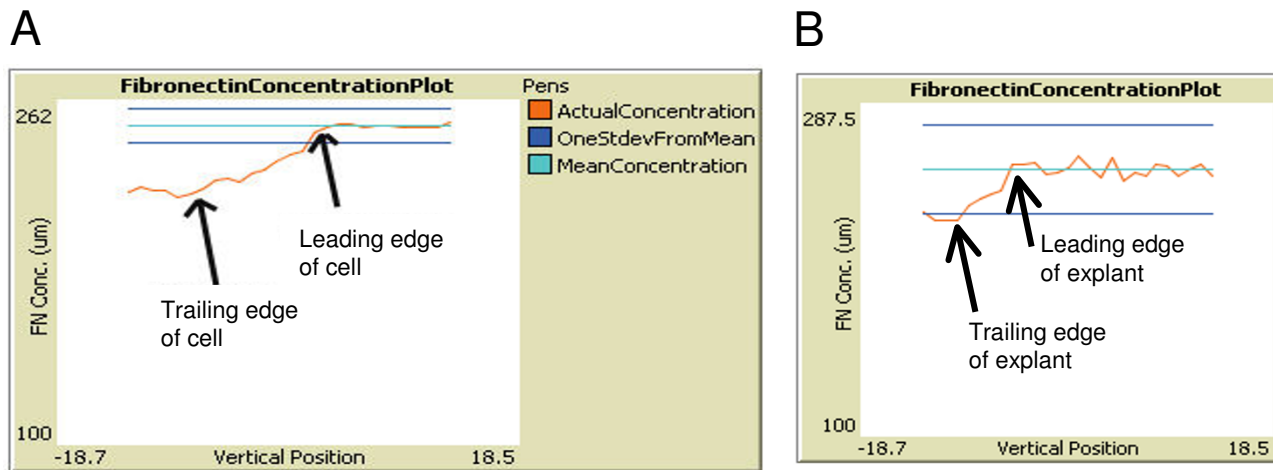 A
FibronectinConcentrationPlot
Pens
ActualConcentration
OneStdevFromMean
MeanConcentration
262
FN Conc. (um)
100
-18.7
Vertical Position
18.5
Leading edge
of cell
Trailing edge
of cell
B
FibronectinConcentrationPlot
287.5
FN Conc. (um)
100
-18.7
Vertical Position
18.5
Leading edge
of explant
Trailing edge
of explant